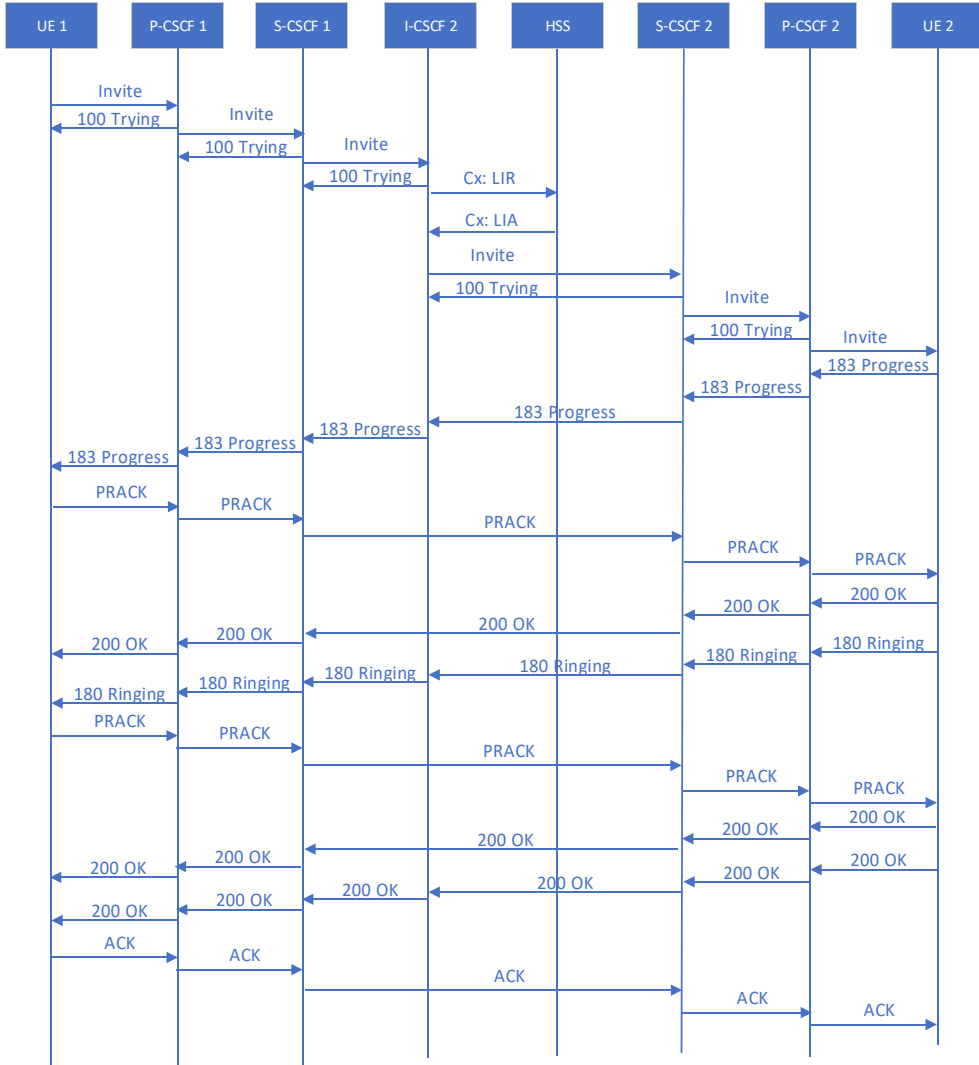 UE 1 P-CSCF 1 S-CSCF 1 I-CSCF 2 HSS S-CSCF 2 P-CSCF 2 UE 2
Invite
100 Trying
Invite
100 Trying
Invite
100 Trying
Cx: LIR
Cx: LIA
Invite
100 Trying
Invite
100 Trying
Invite
183 Progress
183 Progress
183 Progress
183 Progress
183 Progress
183 Progress
PRACK
PRACK
PRACK
PRACK
PRACK
200 OK
200 OK
200 OK
200 OK
200 OK
180 Ringing
180 Ringing
180 Ringing
180 Ringing
180 Ringing
180 Ringing
PRACK
PRACK
PRACK
PRACK
PRACK
200 OK
200 OK
200 OK
200 OK
200 OK
200 OK
200 OK
200 OK
200 OK
200 OK
200 OK
ACK
ACK
ACK
ACK
ACK